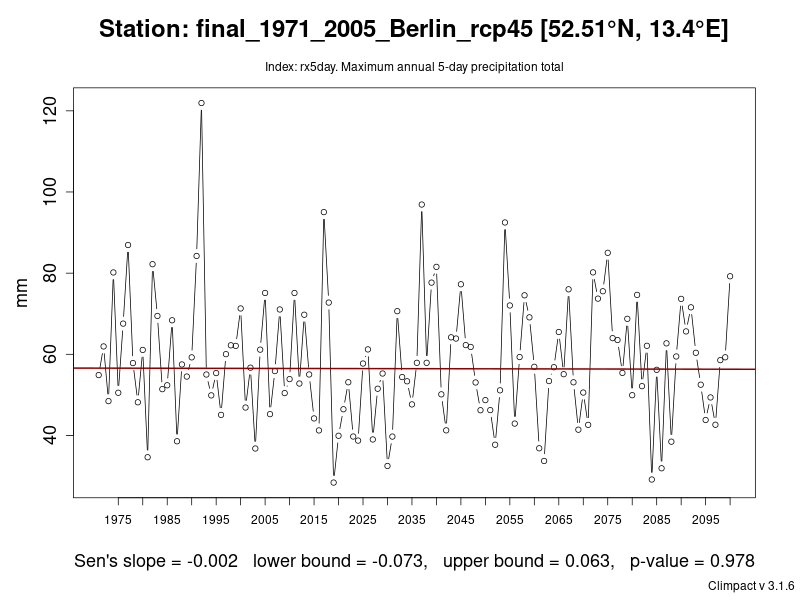 Station: final_1971_2005_Berlin_rcp45 [52.51°N, 13.4°E]
Index: rx5day. Maximum annual 5-day precipitation total
120
100
80
60
40
mm
1975 1985 1995 2005 2015 2025 2035 2045 2055 2065 2075 2085 2095
Sen's slope = -0.002 lower bound = -0.073, upper bound = 0.063, p-value = 0.978
Climpact v 3.1.6